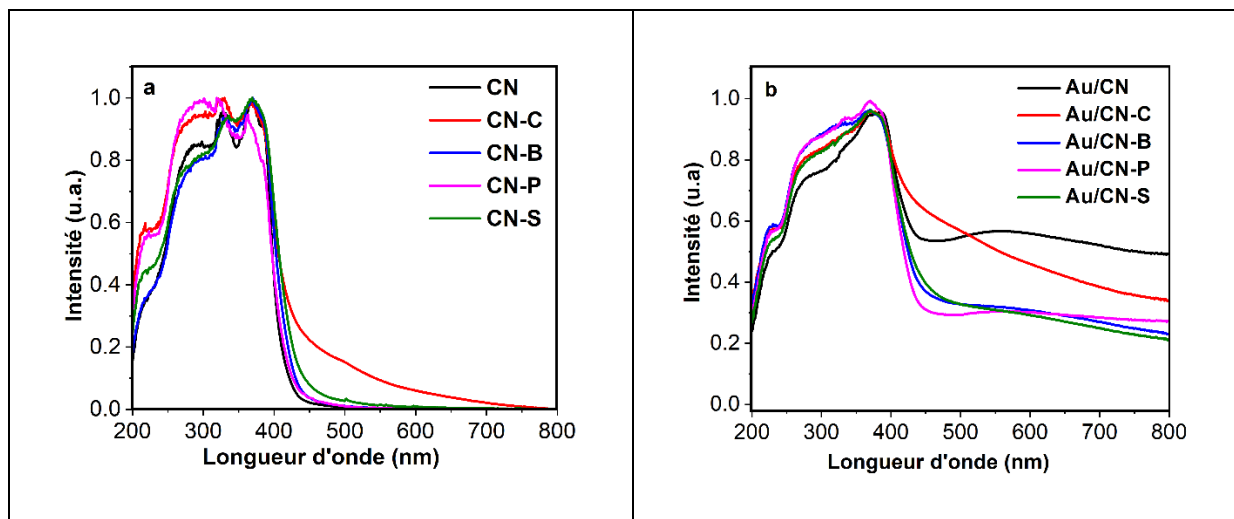 a
CN
CN-C
CN-B
CN-P
CN-S
1.0
0.8
0.6
0.4
0.2
0.0
Intensité (u.a.)
200 300 400 500 600 700 800
Longueur d'onde (nm)
b
Au/CN
Au/CN-C
Au/CN-B
Au/CN-P
Au/CN-S
1.0
0.8
0.6
0.4
0.2
0.0
Intensité (u.a)
200 300 400 500 600 700 800
Longueur d'onde (nm)